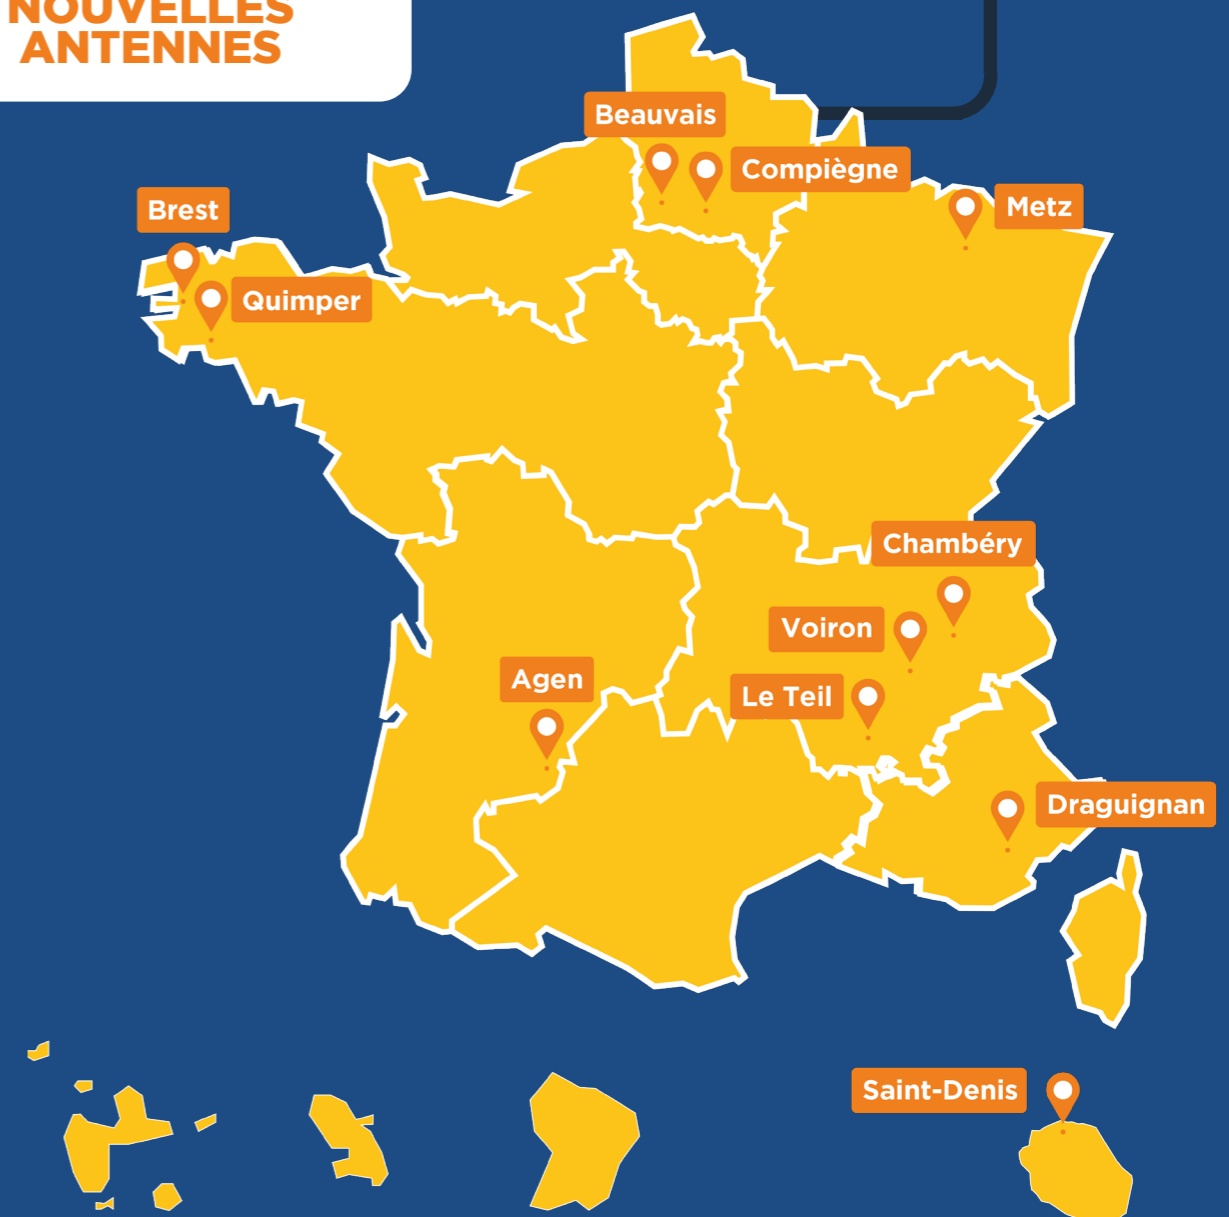 NOUVELLES
ANTENNES
Beauvais
Compiègne
Brest
Metz
Quimper
Chambéry
Voiron
Agen
Le Teil
Draguignan
Saint-Denis